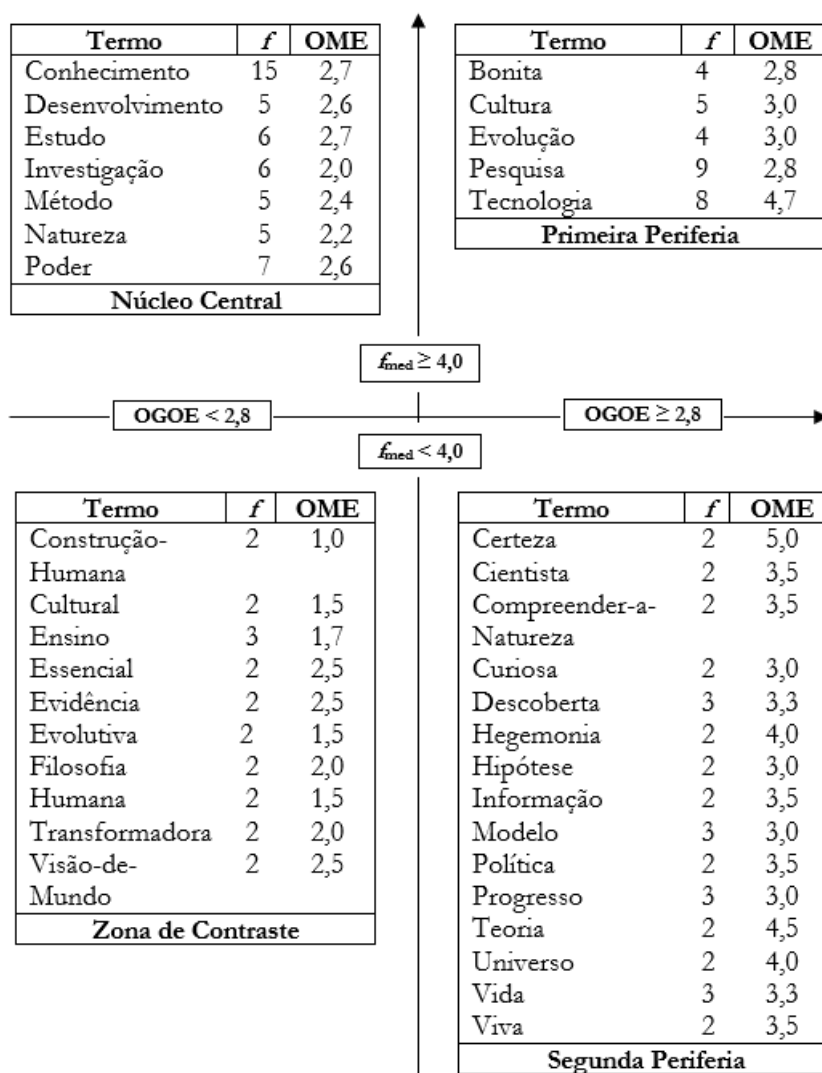 Termo f OME
Conhecimento 15 2,7
Desenvolvimento 5 2,6
Estudo 6 2,7
Investigação 6 2,0
Método 5 2,4
Natureza 5 2,2
Poder 7 2,6
Núcleo Central
Termo f OME
Bonita 4 2,8
Cultura 5 3,0
Evolução 4 3,0
Pesquisa 9 2,8
Tecnologia 8 4,7
Primeira Periferia
fmed ≥ 4,0
OGOE < 2,8
OGOE ≥ 2,8
fmed < 4,0
Termo f OME
Construção- 2 1,0
Humana
Cultural 2 1,5
Ensino 3 1,7
Essencial 2 2,5
Evidência 2 2,5
Evolutiva 2 1,5
Filosofia 2 2,0
Humana 2 1,5
Transformadora 2 2,0
Visão-de- 2 2,5
Mundo
Zona de Contraste
Termo f OME
Certeza 2 5,0
Cientista 2 3,5
Compreender-a- 2 3,5
Natureza
Curiosa 2 3,0
Descoberta 3 3,3
Hegemonia 2 4,0
Hipótese 2 3,0
Informação 2 3,5
Modelo 3 3,0
Política 2 3,5
Progresso 3 3,0
Teoria 2 4,5
Universo 2 4,0
Vida 3 3,3
Viva 2 3,5
Segunda Periferia